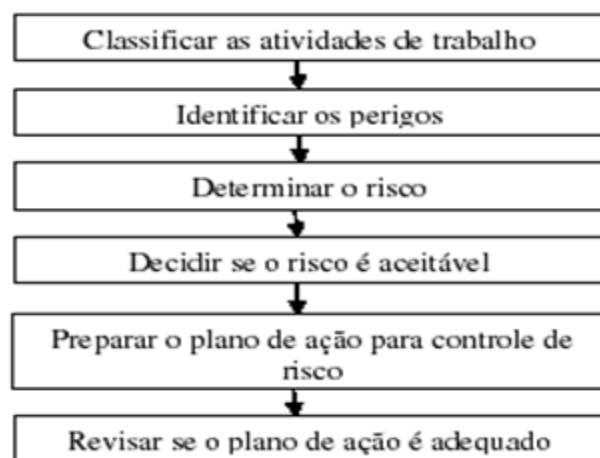 Classificar as atividades de trabalho
Identificar os perigos
Determinar o risco
Decidir se o risco é aceitável
Preparar o plano de ação para controle de
risco
Revisar se o plano de ação é adequado